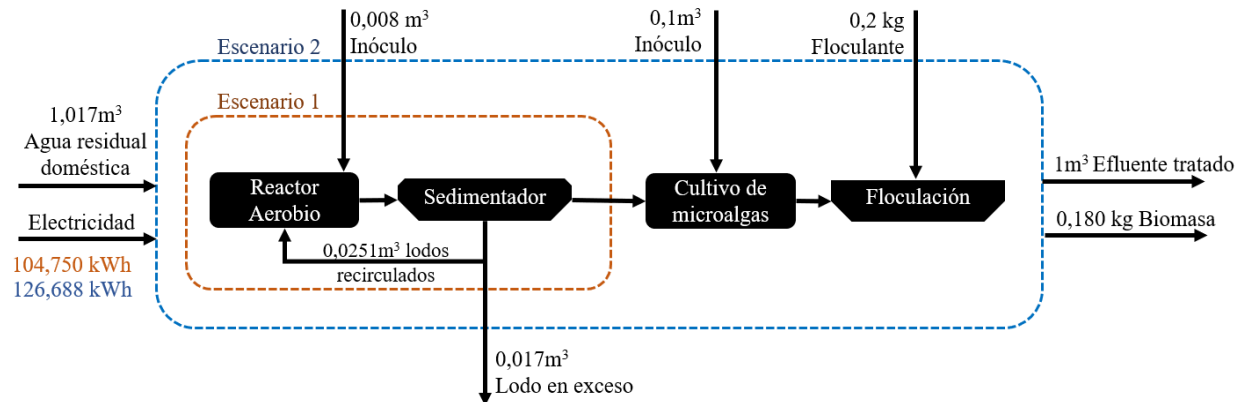 0,008 m³
Inóculo
0,1m³
Inóculo
0,2 kg
Floculante
Escenario 2
Escenario 1
1,017m³
Agua residual
doméstica
Electricidad
104,750 kWh
126,688 kWh
Reactor
Aerobio
Sedimentador
0,0251m³ lodos
recirculados
Cultivo de
microalgas
Floculación
1m³ Efluente tratado
0,180 kg Biomasa
0,017m³
Lodo en exceso